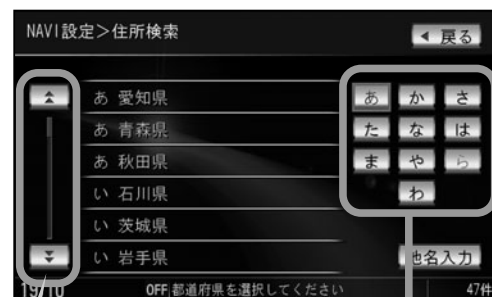 NAVI設定＞住所検索
戻る
あ 愛知県
あ 青森県
あ 秋田県
い 石川県
い 茨城県
い 岩手県
あ か さ
た な は
ま や ら
わ
地名入力
19/10 OFF 都道府県を選択してください 47件